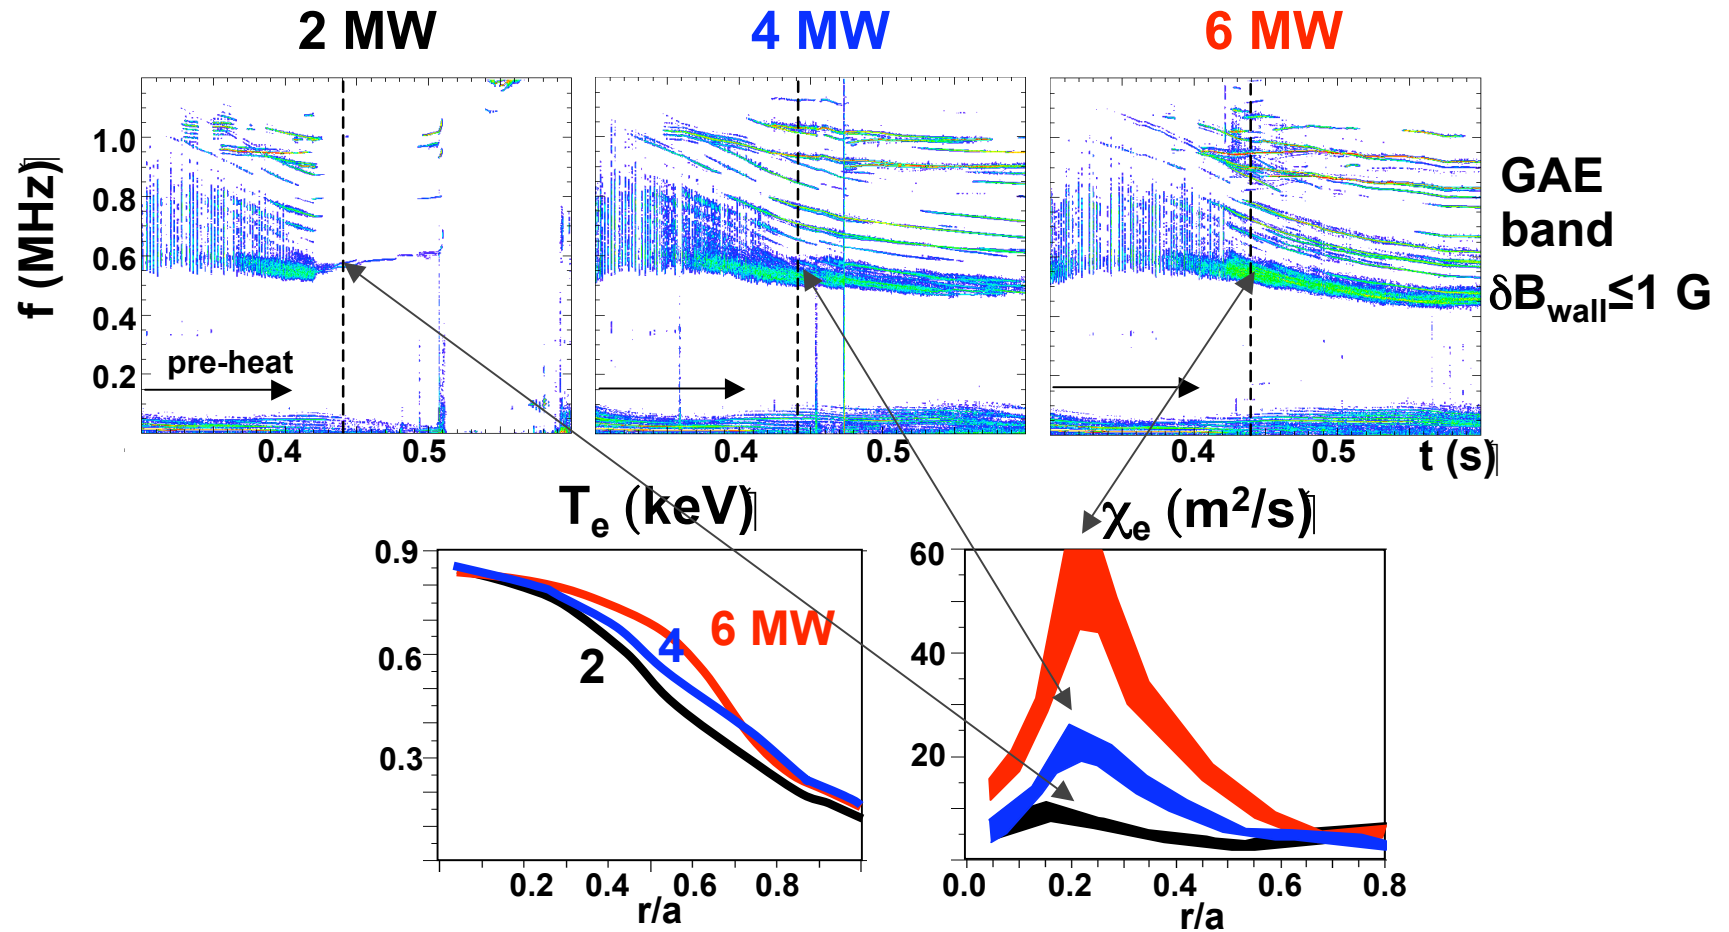 2 MW 4 MW 6 MW
f (MHz)
1.0
0.8
0.6
0.4
0.2
pre-heat
GAE
band
δB_wall≤1 G
0.4 0.5 0.4 0.5 0.4 0.5 t (s)
T_e (keV)
0.9
0.6
0.3
2
4
6 MW
0.2 0.4 0.6 0.8
r/a
χ_e (m²/s)
60
40
20
0.0 0.2 0.4 0.6 0.8
r/a